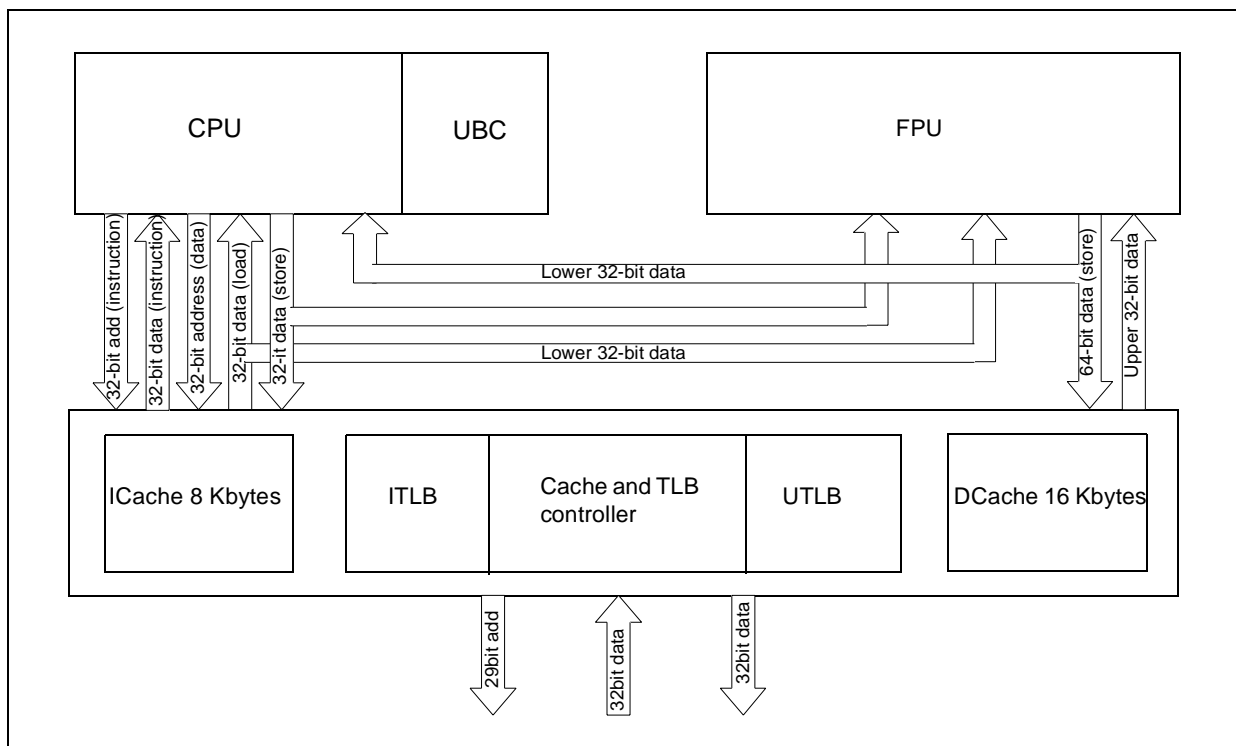 CPU
UBC
FPU
32-bit add (instruction)
32-bit data (instruction)
32-bit address (data)
32-bit data (load)
32-it data (store)
Lower 32-bit data
Lower 32-bit data
64-bit data (store)
Upper 32-bit data
ICache 8 Kbytes
ITLB
Cache and TLB
controller
UTLB
DCache 16 Kbytes
29bit add
32bit data
32bit data